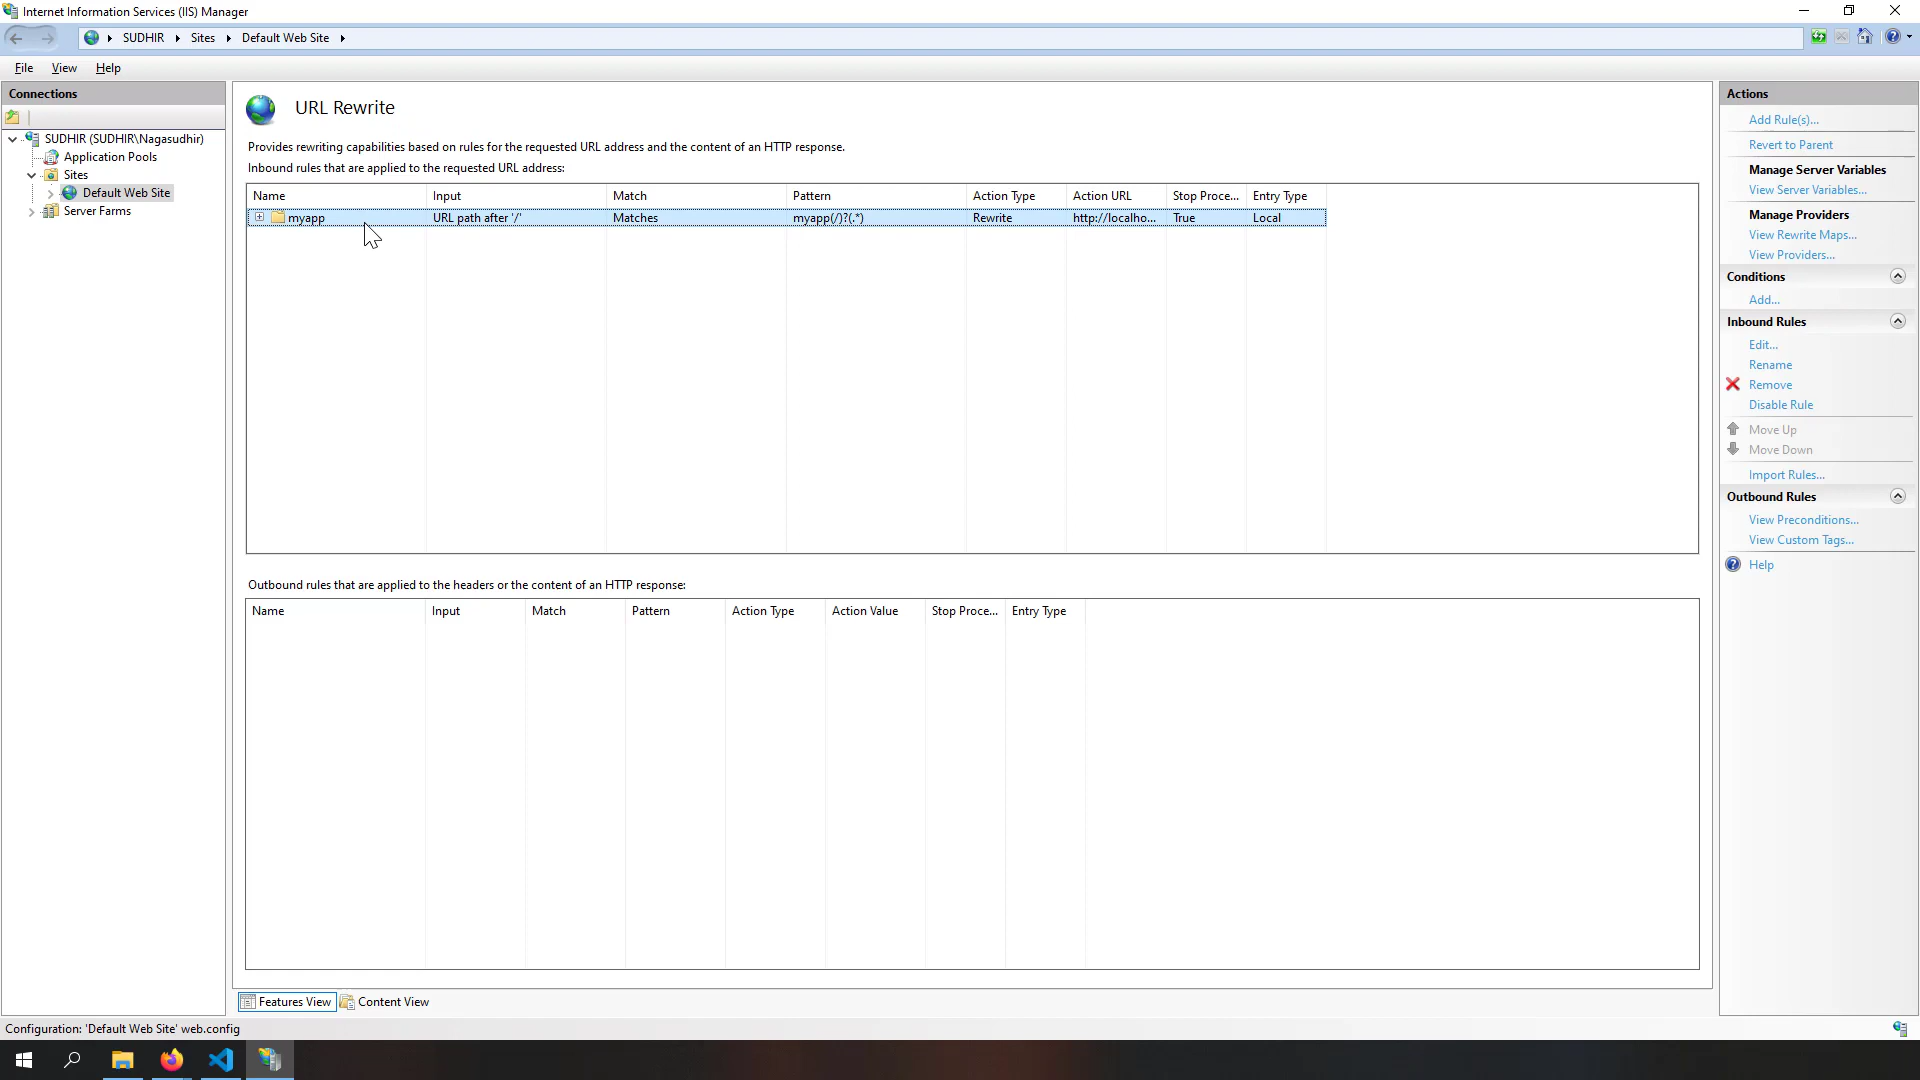 Internet Information Services (IIS) Manager
SUDHIR Sites Default Web Site
File View Help
Connections
SUDHIR (SUDHIR\Nagasudhir)
Application Pools
Sites
Default Web Site
Server Farms
URL Rewrite
Provides rewriting capabilities based on rules for the requested URL address and the content of an HTTP response.
Inbound rules that are applied to the requested URL address:
Name Input Match Pattern Action Type Action URL Stop Proce... Entry Type
myapp URL path after '/' Matches myapp(/)?(.*) Rewrite http://localho... True Local
Outbound rules that are applied to the headers or the content of an HTTP response:
Name Input Match Pattern Action Type Action Value Stop Proce... Entry Type
Features View Content View
Actions
Add Rule(s)...
Revert to Parent
Manage Server Variables
View Server Variables...
Manage Providers
View Rewrite Maps...
View Providers...
Conditions
Add...
Inbound Rules
Edit...
Rename
Remove
Disable Rule
Move Up
Move Down
Import Rules...
Outbound Rules
View Preconditions...
View Custom Tags...
Help
Configuration: 'Default Web Site' web.config